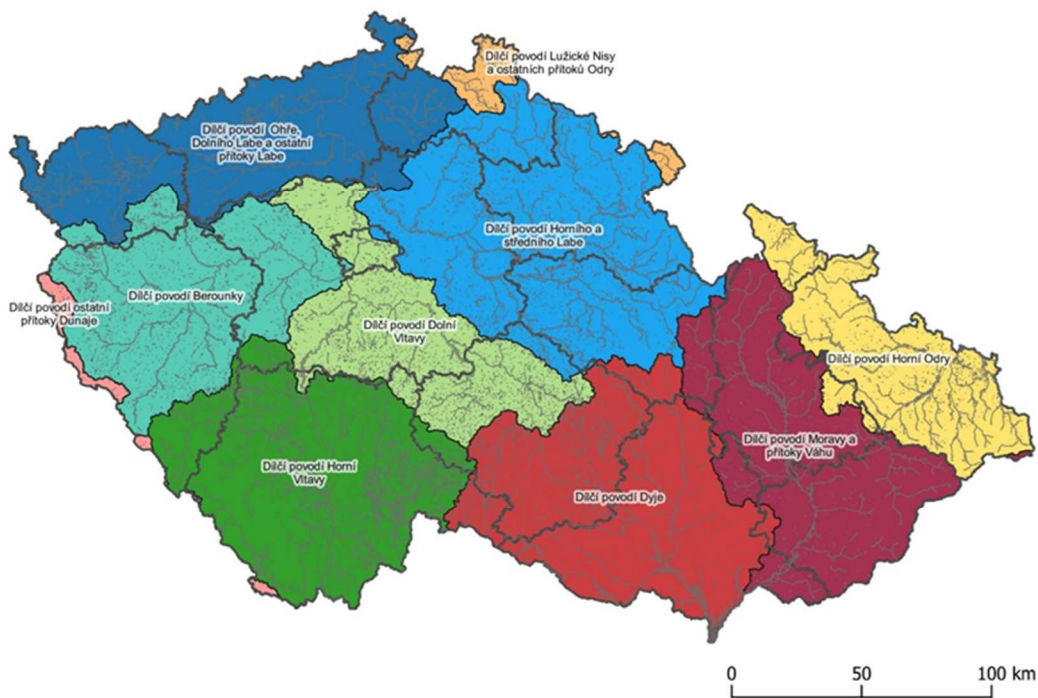 Dílčí povodí Lužické Nisy
a ostatních přítoků Odry
Dílčí povodí Ohře,
Dolního Labe a ostatní
přítoky Labe
Dílčí povodí Horního a
středního Labe
Dílčí povodí ostatní
přítoky Dunaje
Dílčí povodí Berounky
Dílčí povodí Dolní
Vltavy
Dílčí povodí Horní Odry
Dílčí povodí Moravy a
přítoky Váhu
Dílčí povodí Horní
Vltavy
Dílčí povodí Dyje
0 50 100 km